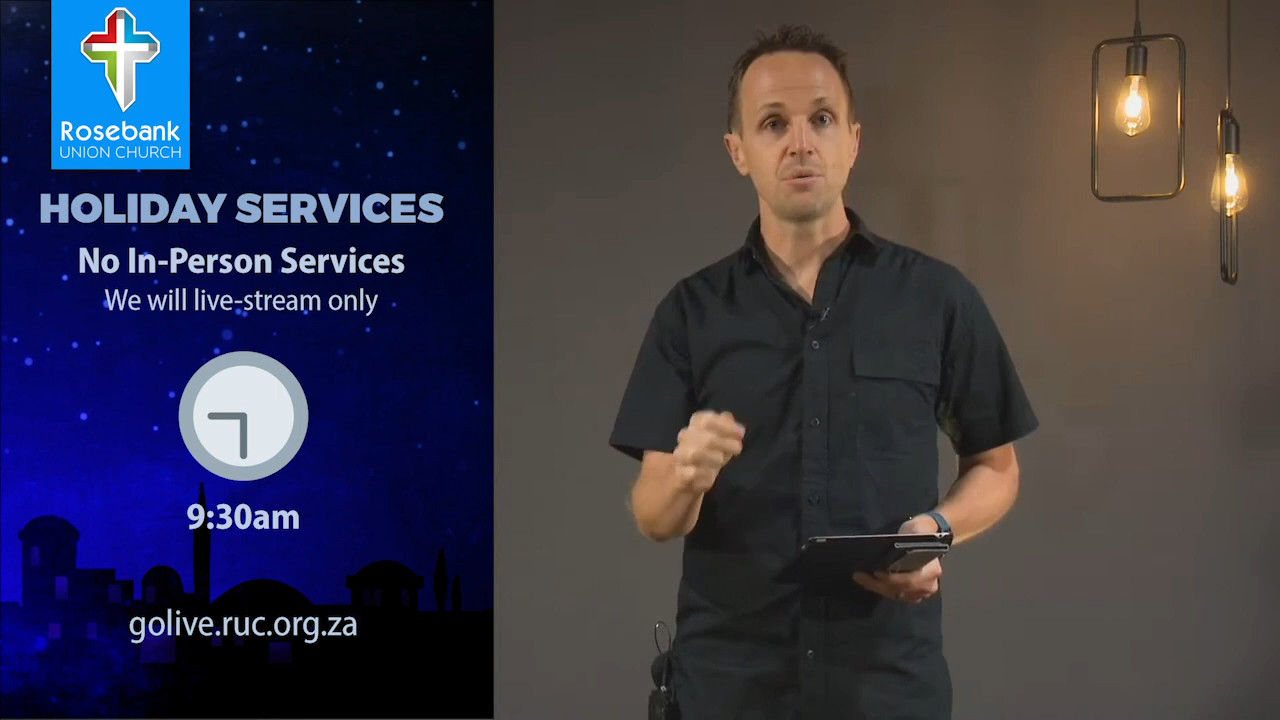 Rosebank
UNION CHURCH
HOLIDAY SERVICES
No In-Person Services
We will live-stream only
9:30am
golive.ruc.org.za